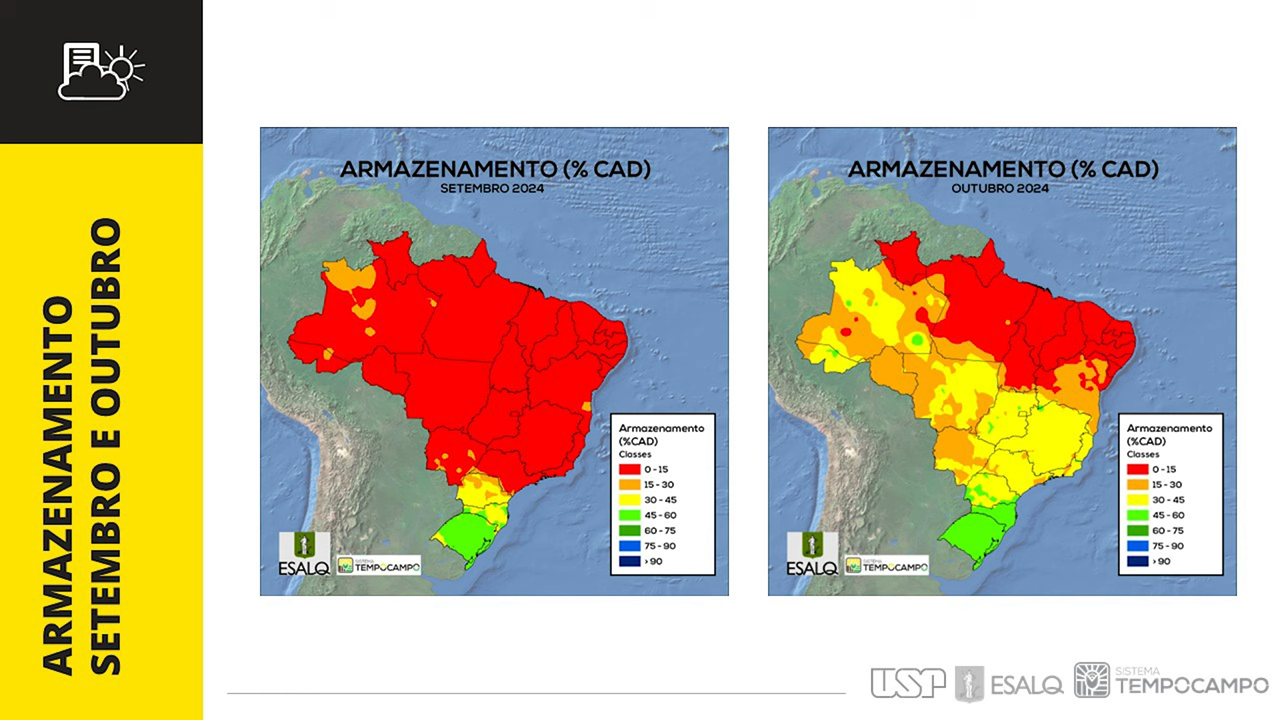 ARMAZENAMENTO
SETEMBRO E OUTUBRO
ARMAZENAMENTO (% CAD)
SETEMBRO 2024
Armazenamento
(%CAD)
Classes
0 - 15
15 - 30
30 - 45
45 - 60
60 - 75
75 - 90
> 90
ESALQ
SISTEMA
TEMPOCAMPO
ARMAZENAMENTO (% CAD)
OUTUBRO 2024
Armazenamento
(%CAD)
Classes
0 - 15
15 - 30
30 - 45
45 - 60
60 - 75
75 - 90
> 90
ESALQ
SISTEMA
TEMPOCAMPO
USP
ESALQ
SISTEMA
TEMPOCAMPO